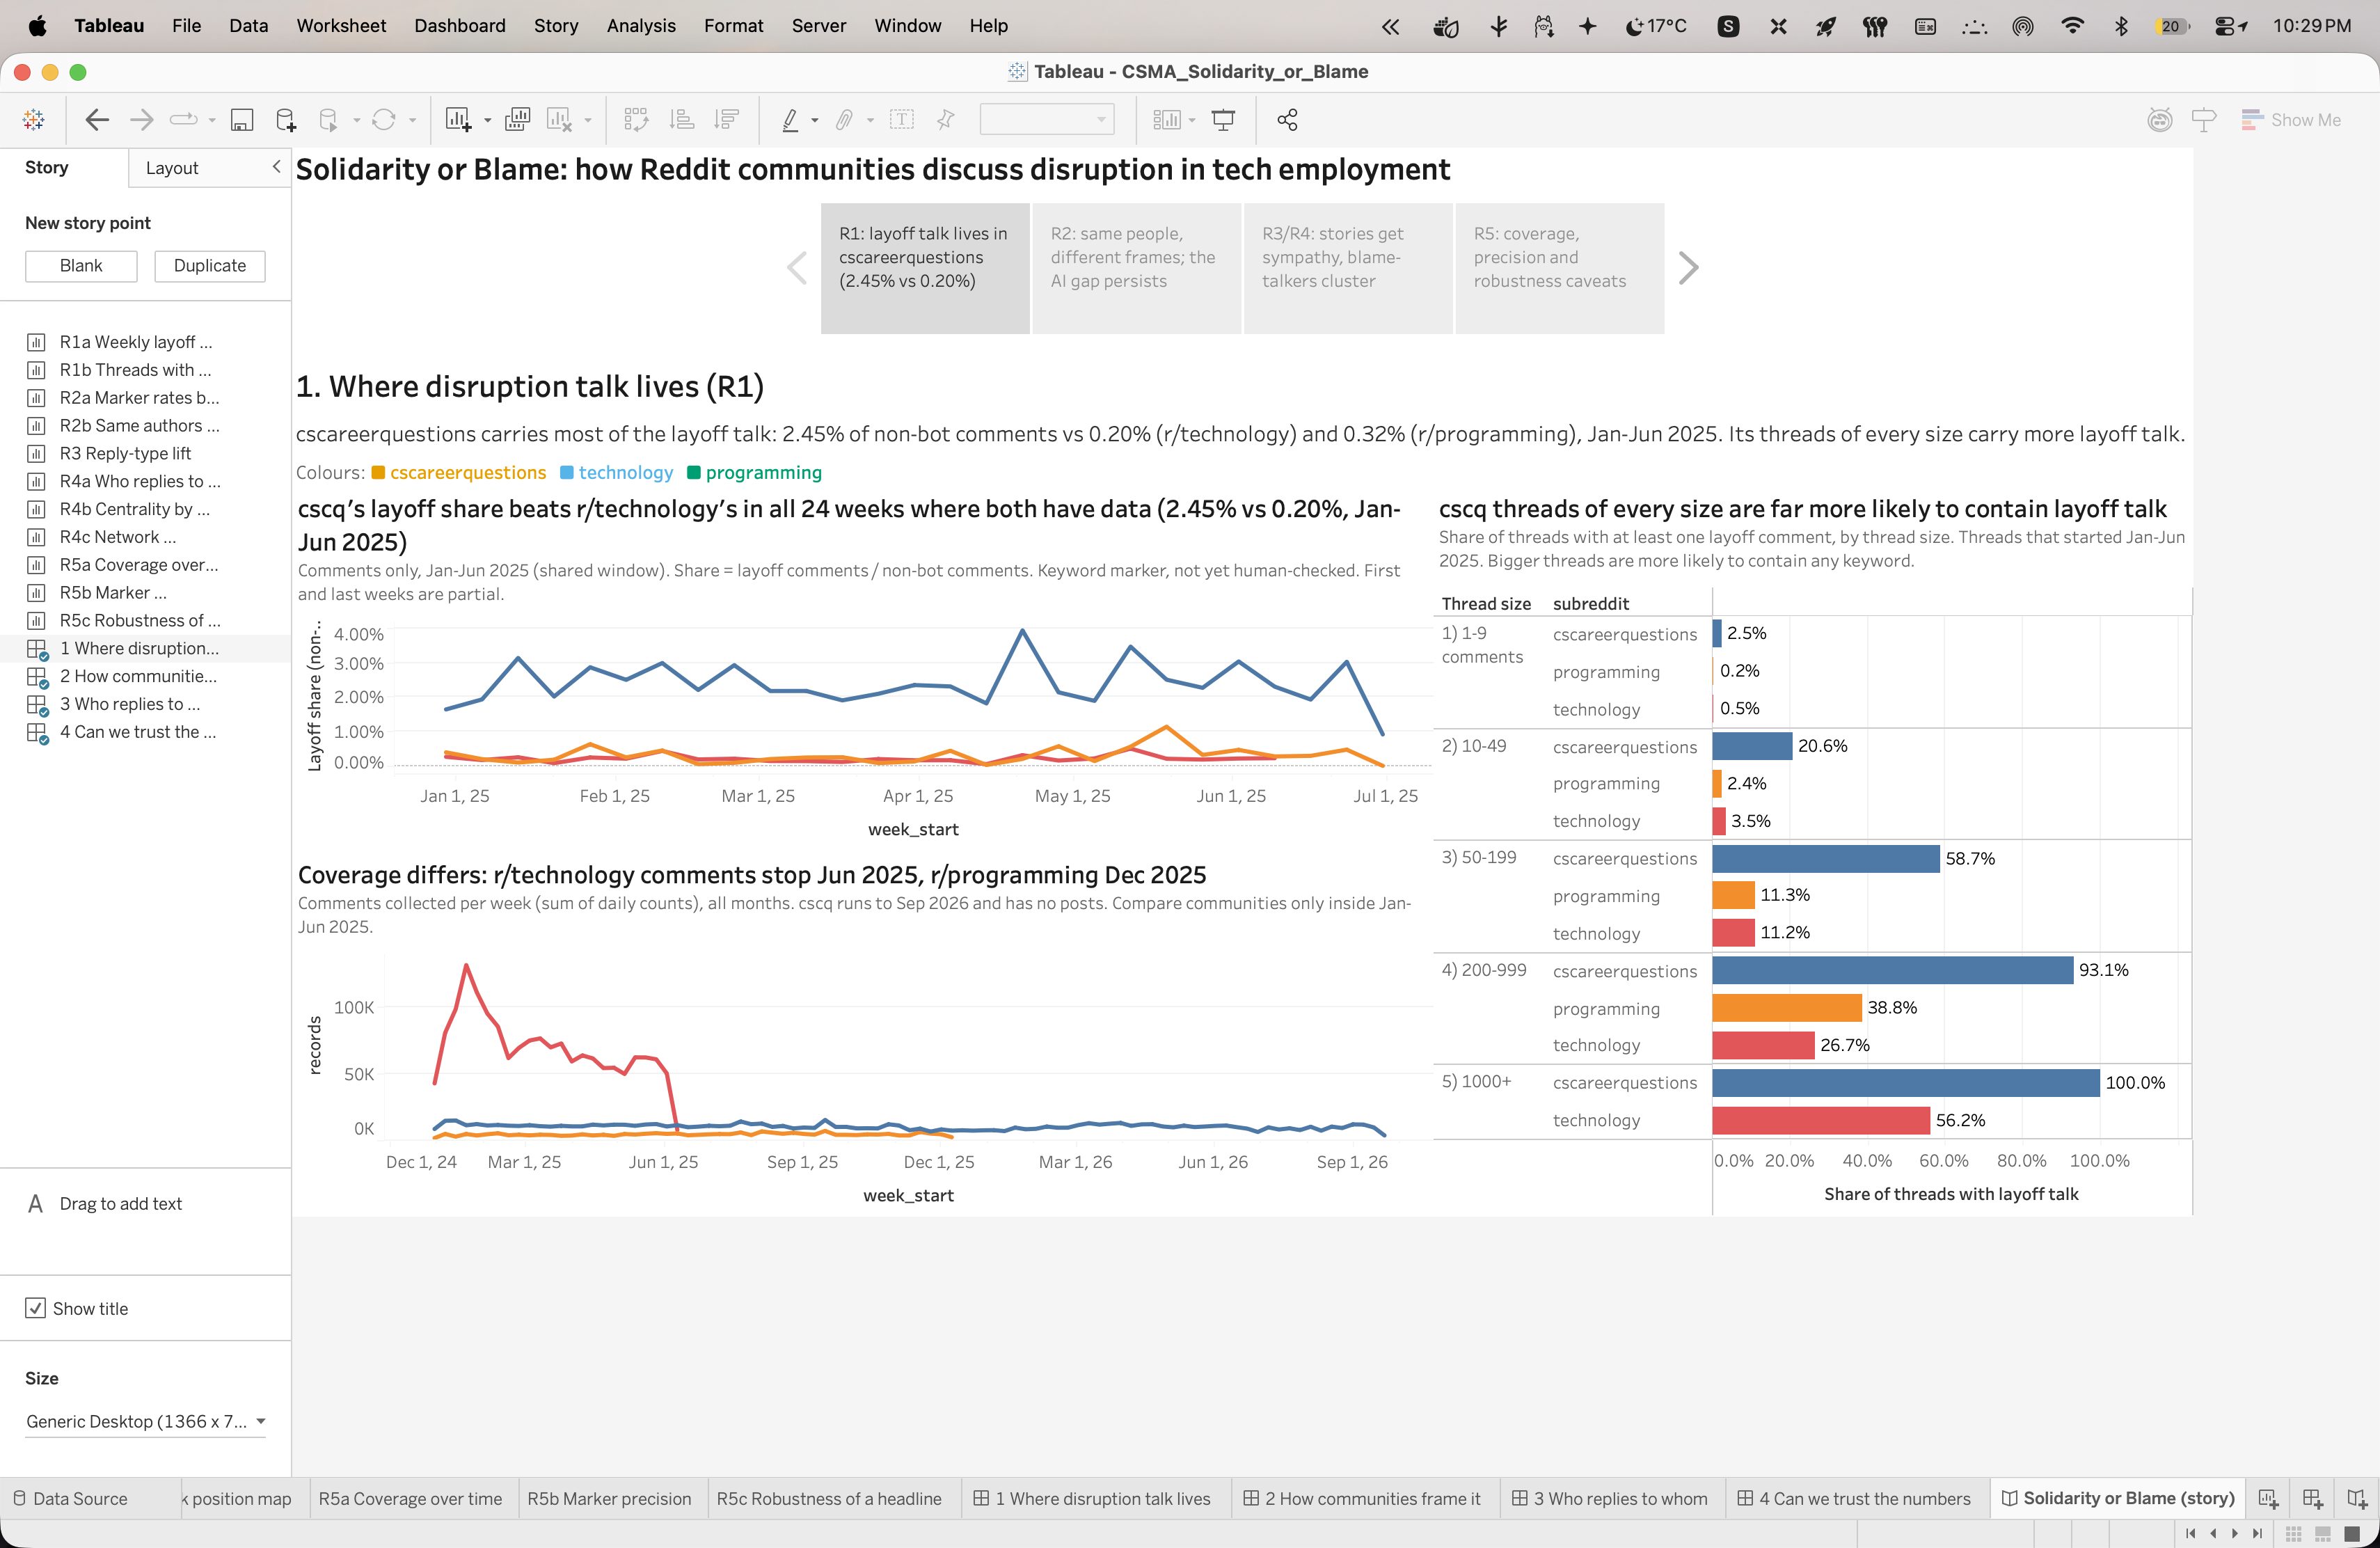 Tableau File Data Worksheet Dashboard Story Analysis Format Server Window Help 17°C 20 10:29 PM
Tableau - CSMA_Solidarity_or_Blame
Show Me
Story Layout
New story point
Blank Duplicate
R1a Weekly layoff ...
R1b Threads with ...
R2a Marker rates b...
R2b Same authors ...
R3 Reply-type lift
R4a Who replies to ...
R4b Centrality by ...
R4c Network ...
R5a Coverage over...
R5b Marker ...
R5c Robustness of ...
1 Where disruption...
2 How communitie...
3 Who replies to ...
4 Can we trust the ...
A Drag to add text
Show title
Size
Generic Desktop (1366 x 7...
Solidarity or Blame: how Reddit communities discuss disruption in tech employment
R1: layoff talk lives in
cscareerquestions
(2.45% vs 0.20%)
R2: same people,
different frames; the
AI gap persists
R3/R4: stories get
sympathy, blame-
talkers cluster
R5: coverage,
precision and
robustness caveats
1. Where disruption talk lives (R1)
cscareerquestions carries most of the layoff talk: 2.45% of non-bot comments vs 0.20% (r/technology) and 0.32% (r/programming), Jan-Jun 2025. Its threads of every size carry more layoff talk.
Colours: cscareerquestions technology programming
cscq’s layoff share beats r/technology’s in all 24 weeks where both have data (2.45% vs 0.20%, Jan-
Jun 2025)
Comments only, Jan-Jun 2025 (shared window). Share = layoff comments / non-bot comments. Keyword marker, not yet human-checked. First
and last weeks are partial.
Layoff share (non-..
4.00%
3.00%
2.00%
1.00%
0.00%
Jan 1, 25 Feb 1, 25 Mar 1, 25 Apr 1, 25 May 1, 25 Jun 1, 25 Jul 1, 25
week_start
Coverage differs: r/technology comments stop Jun 2025, r/programming Dec 2025
Comments collected per week (sum of daily counts), all months. cscq runs to Sep 2026 and has no posts. Compare communities only inside Jan-
Jun 2025.
records
100K
50K
0K
Dec 1, 24 Mar 1, 25 Jun 1, 25 Sep 1, 25 Dec 1, 25 Mar 1, 26 Jun 1, 26 Sep 1, 26
week_start
cscq threads of every size are far more likely to contain layoff talk
Share of threads with at least one layoff comment, by thread size. Threads that started Jan-Jun
2025. Bigger threads are more likely to contain any keyword.
Thread size subreddit
1) 1-9
comments
cscareerquestions 2.5%
programming 0.2%
technology 0.5%
2) 10-49 cscareerquestions 20.6%
programming 2.4%
technology 3.5%
3) 50-199 cscareerquestions 58.7%
programming 11.3%
technology 11.2%
4) 200-999 cscareerquestions 93.1%
programming 38.8%
technology 26.7%
5) 1000+ cscareerquestions 100.0%
technology 56.2%
0.0% 20.0% 40.0% 60.0% 80.0% 100.0%
Share of threads with layoff talk
Data Source k position map R5a Coverage over time R5b Marker precision R5c Robustness of a headline 1 Where disruption talk lives 2 How communities frame it 3 Who replies to whom 4 Can we trust the numbers Solidarity or Blame (story)